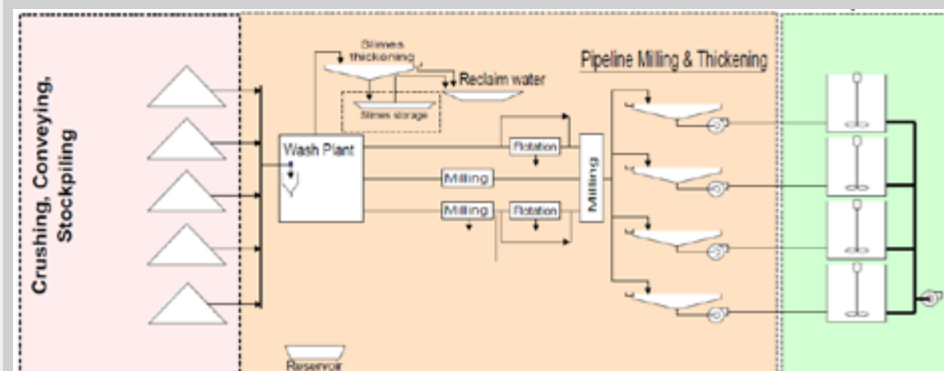 Crushing, Conveying,
Stockpiling
Slimes
thickening
Reclaim water
Slimes storage
Wash Plant
Flotation
Milling
Milling
Flotation
Milling
Pipeline Milling & Thickening
Reservoir